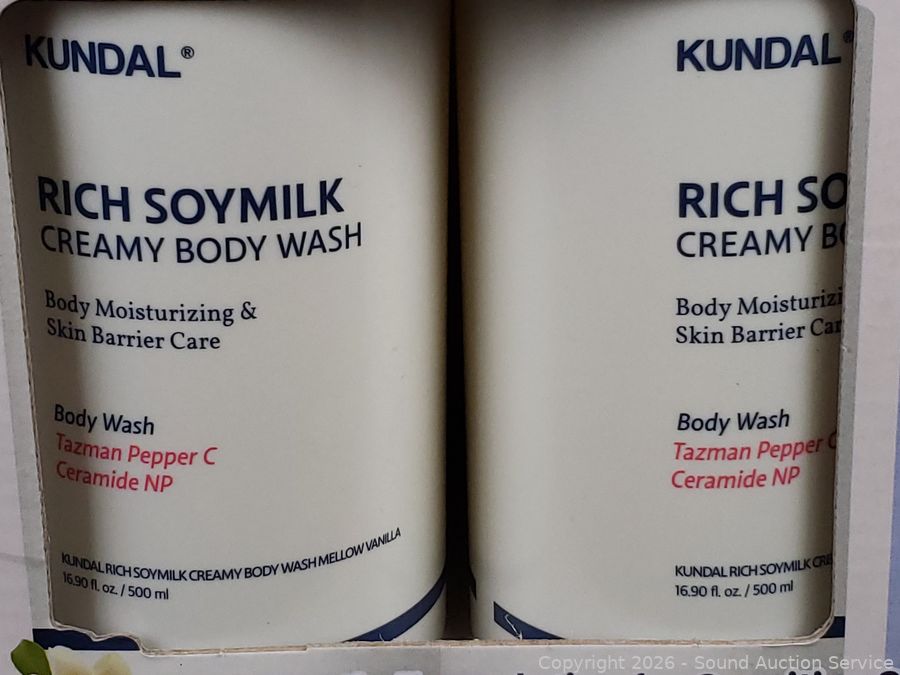 KUNDAL®
RICH SOYMILK
CREAMY BODY WASH
Body Moisturizing &
Skin Barrier Care
Body Wash
Tazman Pepper C
Ceramide NP
KUNDAL RICH SOYMILK CREAMY BODY WASH MELLOW VANILLA
16.90 fl. oz. / 500 ml
KUNDAL®
RICH SO
CREAMY BO
Body Moisturizi
Skin Barrier Car
Body Wash
Tazman Pepper C
Ceramide NP
KUNDAL RICH SOYMILK CRE
16.90 fl. oz. / 500 ml
Copyright 2026 - Sound Auction Service